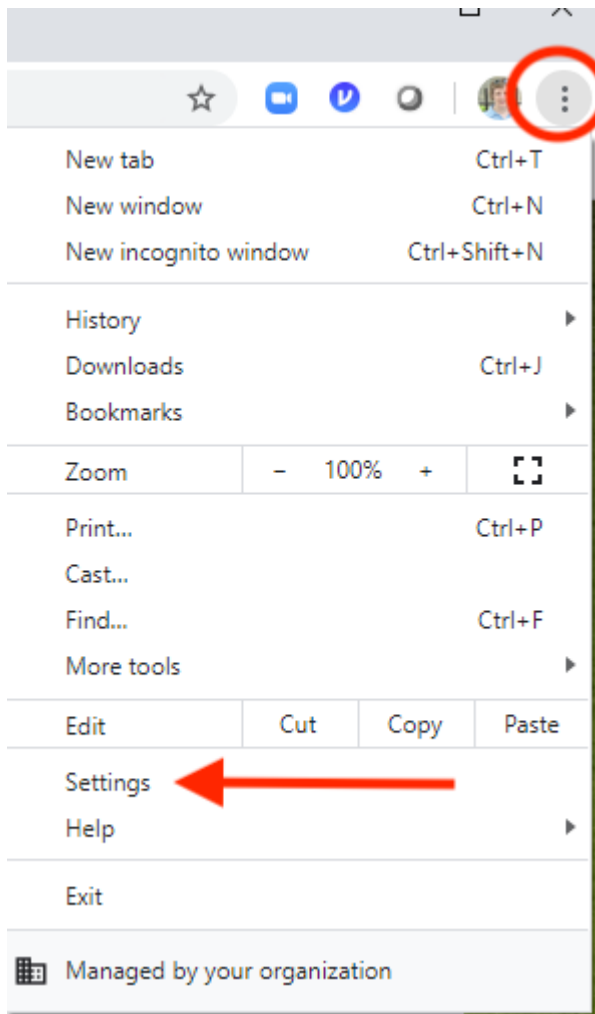 New tab Ctrl+T
New window Ctrl+N
New incognito window Ctrl+Shift+N
History
Downloads Ctrl+J
Bookmarks
Zoom - 100% +
Print... Ctrl+P
Cast...
Find... Ctrl+F
More tools
Edit Cut Copy Paste
Settings
Help
Exit
Managed by your organization